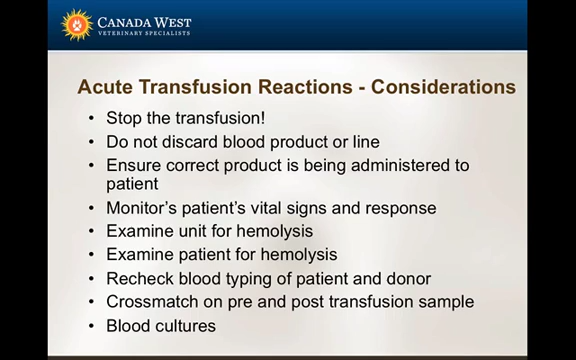 CANADA WEST
VETERINARY SPECIALISTS
Acute Transfusion Reactions - Considerations
• Stop the transfusion!
• Do not discard blood product or line
• Ensure correct product is being administered to
patient
• Monitor's patient's vital signs and response
• Examine unit for hemolysis
• Examine patient for hemolysis
• Recheck blood typing of patient and donor
• Crossmatch on pre and post transfusion sample
• Blood cultures